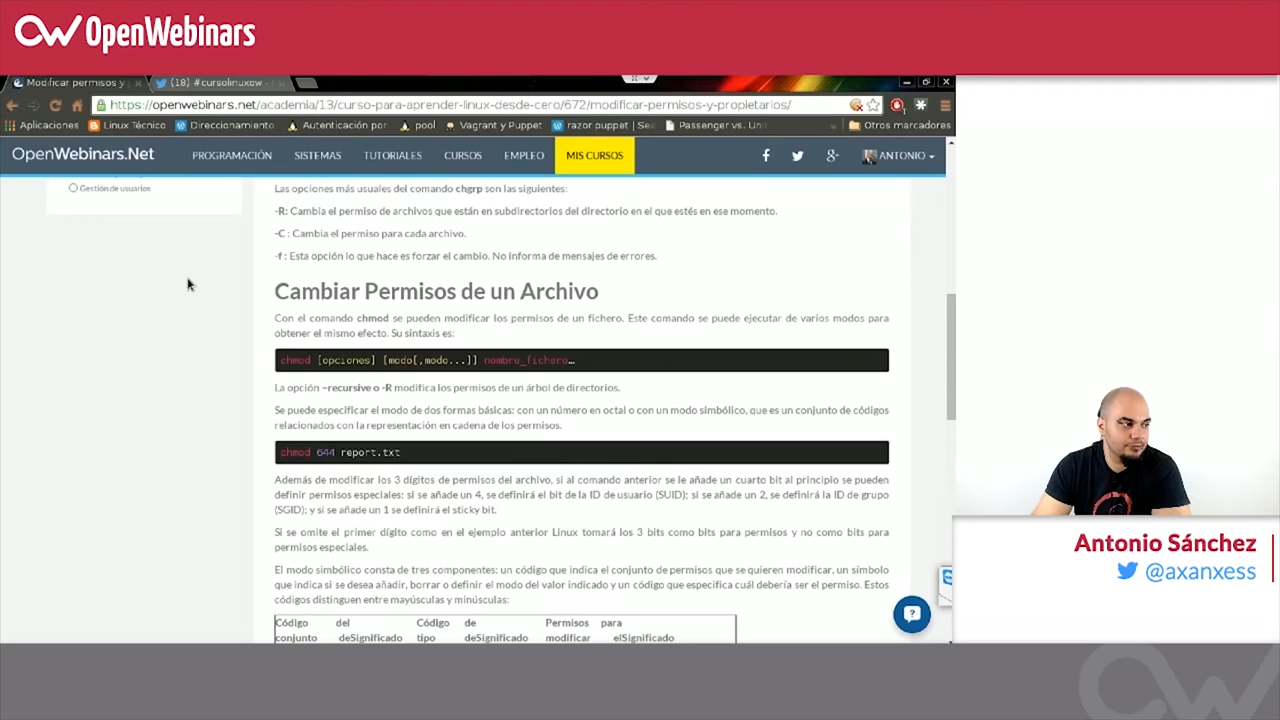 OpenWebinars
Modificar permisos y
(18) #cursolinuxow -
https://openwebinars.net/academia/13/curso-para-aprender-linux-desde-cero/672/modificar-permisos-y-propietarios/
Aplicaciones Linux Técnico Direccionamiento Autenticación por pool Vagrant y Puppet razor puppet | Sea Passenger vs. Un Otros marcadores
OpenWebinars.Net PROGRAMACIÓN SISTEMAS TUTORIALES CURSOS EMPLEO MIS CURSOS ANTONIO
Gestión de usuarios
Las opciones más usuales del comando chgrp son las siguientes:
-R: Cambia el permiso de archivos que están en subdirectorios del directorio en el que estés en ese momento.
-C : Cambia el permiso para cada archivo.
-f : Esta opción lo que hace es forzar el cambio. No informa de mensajes de errores.
Cambiar Permisos de un Archivo
Con el comando chmod se pueden modificar los permisos de un fichero. Este comando se puede ejecutar de varios modos para
obtener el mismo efecto. Su sintaxis es:
chmod [opciones] [modo[,modo...]] nombre_fichero…
La opción –recursive o -R modifica los permisos de un árbol de directorios.
Se puede especificar el modo de dos formas básicas: con un número en octal o con un modo simbólico, que es un conjunto de códigos
relacionados con la representación en cadena de los permisos.
chmod 644 report.txt
Además de modificar los 3 dígitos de permisos del archivo, si al comando anterior se le añade un cuarto bit al principio se pueden
definir permisos especiales: si se añade un 4, se definirá el bit de la ID de usuario (SUID); si se añade un 2, se definirá la ID de grupo
(SGID); y si se añade un 1 se definirá el sticky bit.
Si se omite el primer dígito como en el ejemplo anterior Linux tomará los 3 bits como bits para permisos y no como bits para
permisos especiales.
El modo simbólico consta de tres componentes: un código que indica el conjunto de permisos que se quieren modificar, un símbolo
que indica si se desea añadir, borrar o definir el modo del valor indicado y un código que especifica cuál debería ser el permiso. Estos
códigos distinguen entre mayúsculas y minúsculas:
Código del Código de Permisos para
conjunto deSignificado tipo deSignificado modificar elSignificado
Antonio Sánchez
@axanxess